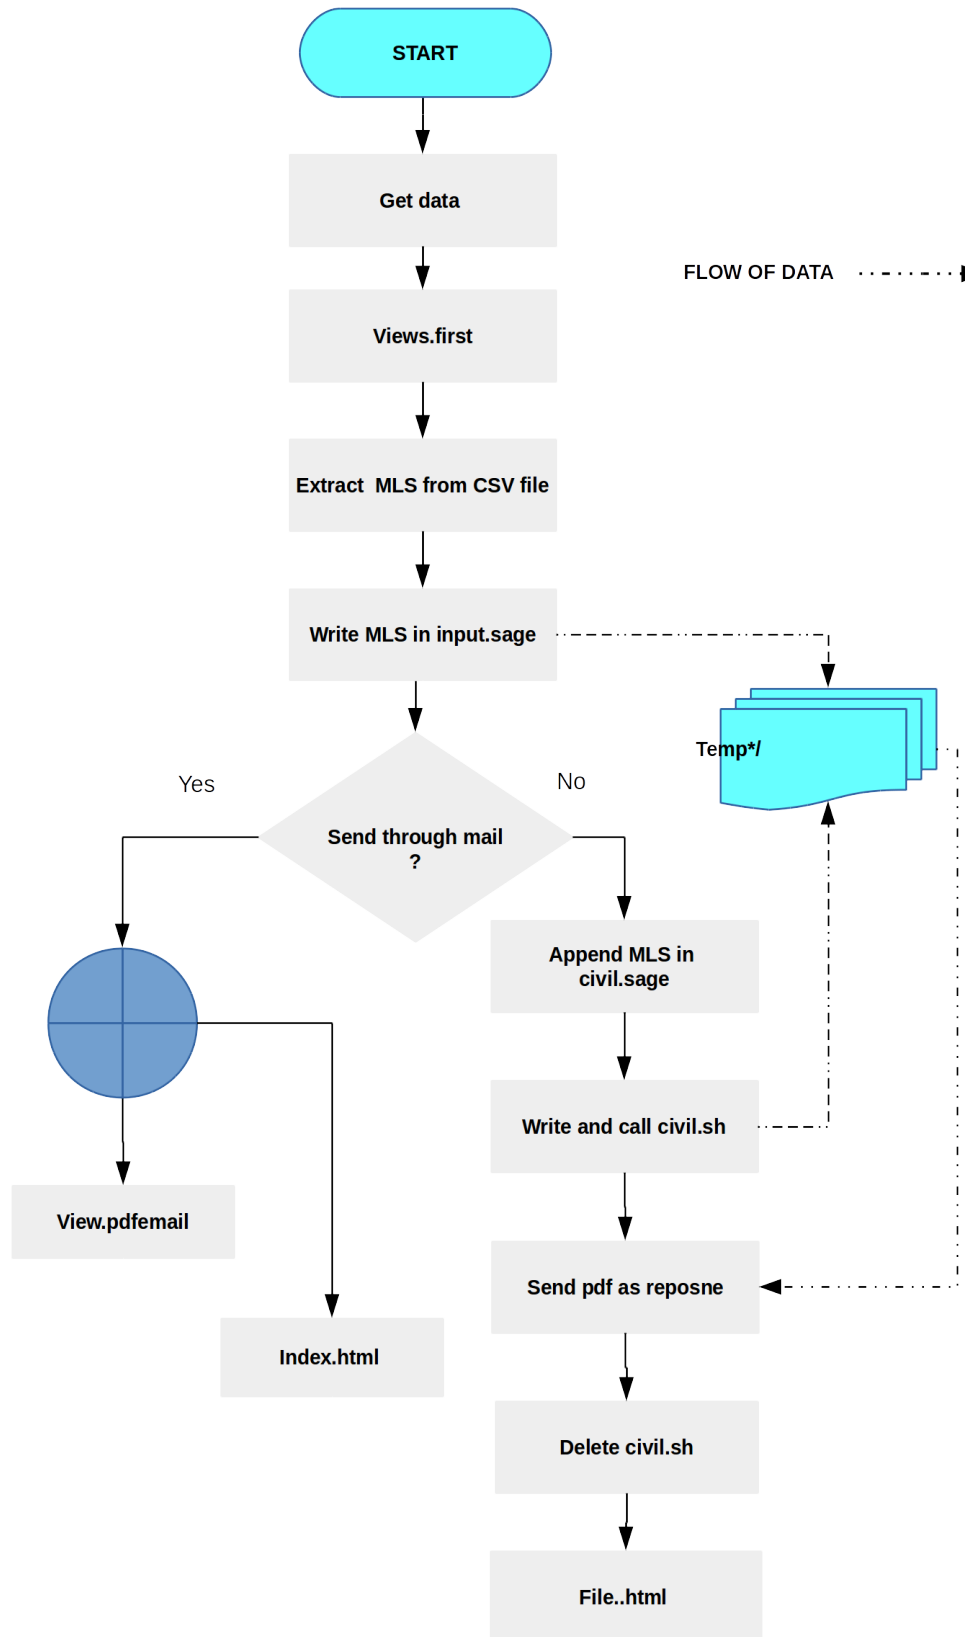 START
Get data
FLOW OF DATA
Views.first
Extract  MLS from CSV file
Write MLS in input.sage
Temp*/
Yes
No
Send through mail
?
Append MLS in
civil.sage
Write and call civil.sh
View.pdfemail
Send pdf as reposne
Index.html
Delete civil.sh
File..html